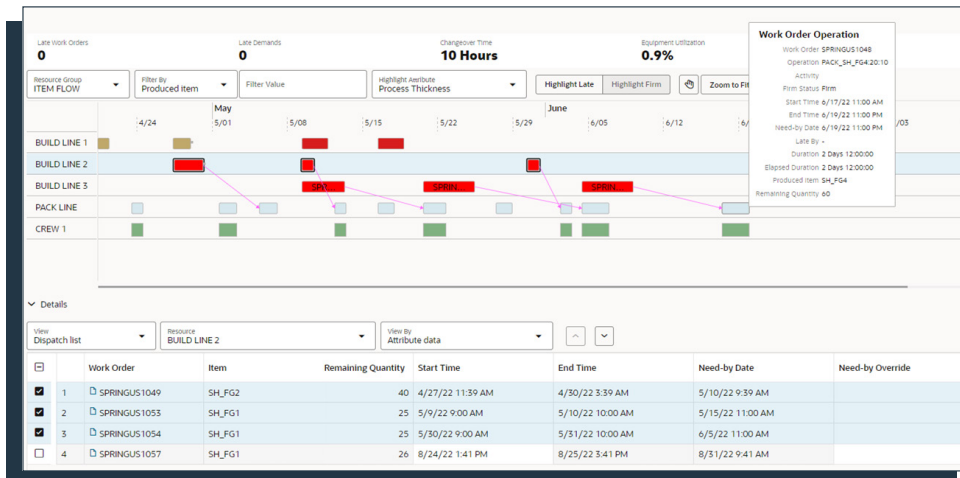 Late Work Orders
0
Late Demands
0
Changeover Time
10 Hours
Equipment Utilization
0.9%
Resource Group
ITEM FLOW
Filter By
Produced item
Filter Value
Highlight Aeribute
Process Thickness
Highlight Late
Highlight Firm
Zoom to Fit
Work Order Operation
Work Order SPRINGUS1048
Operation PACK_SH_FG4:20:10
Activity
Firm Status Firm
Start Time 6/17/22 11:00 AM
End Time 6/19/22 11:00 PM
Need-by Date 6/19/22 11:00 PM
Late By -
Duration 2 Days 12:00:00
Elapsed Duration 2 Days 12:00:00
Produced Item SH_FG4
Remaining Quantity 60
May
June
4/24
5/01
5/08
5/15
5/22
5/29
6/05
6/12
6/
/03
BUILD LINE 1
BUILD LINE 2
BUILD LINE 3
SPR...
SPRIN...
SPRIN...
PACK LINE
CREW 1
Details
View
Dispatch list
Resource
BUILD LINE 2
View By
Attribute data
Work Order Item Remaining Quantity Start Time End Time Need-by Date Need-by Override
1 SPRINGUS1049 SH_FG2 40 4/27/22 11:39 AM 4/30/22 3:39 AM 5/10/22 9:39 AM
2 SPRINGUS1053 SH_FG1 25 5/9/22 9:00 AM 5/10/22 10:00 AM 5/15/22 11:00 AM
3 SPRINGUS1054 SH_FG1 25 5/30/22 9:00 AM 5/31/22 10:00 AM 6/5/22 11:00 AM
4 SPRINGUS1057 SH_FG1 26 8/24/22 1:41 PM 8/25/22 3:41 PM 8/31/22 9:41 AM